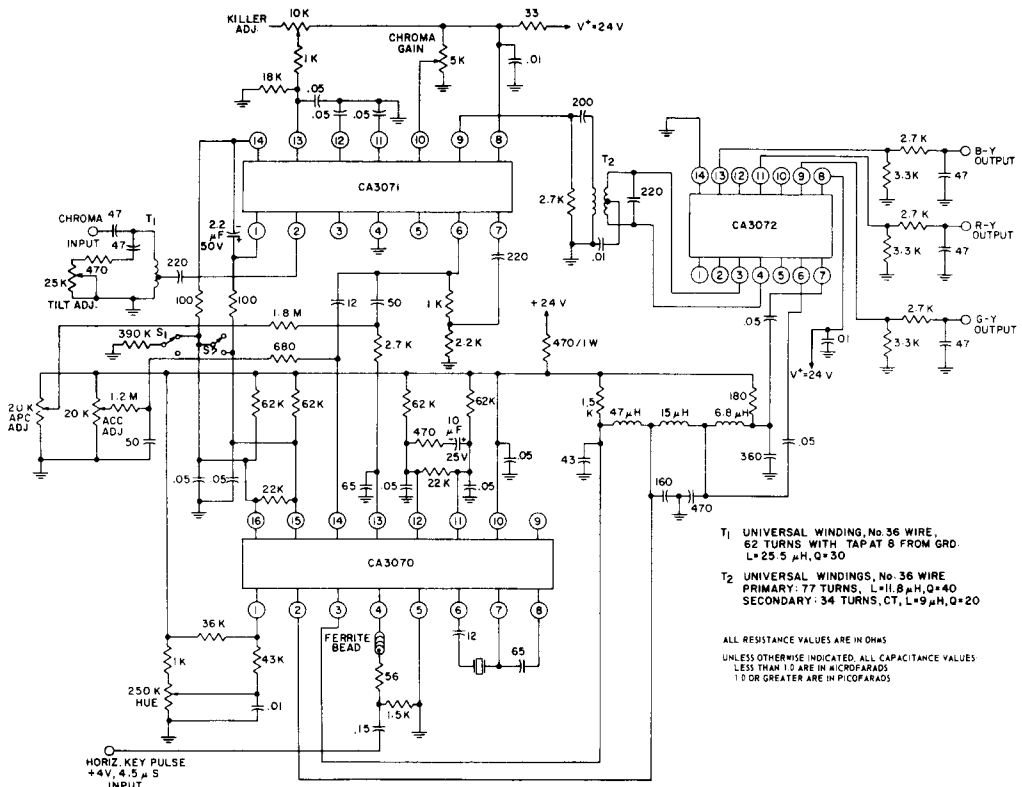 KILLER ADJ.
10K
33
V⁺=24 V
1K
CHROMA GAIN
5K
.01
18K
.05
.05
.05
200
14
13
12
11
10
9
8
CA3071
1
2
3
4
5
6
7
T2
2.7K
220
.01
14
13
12
11
10
9
8
CA3072
1
2
3
4
5
6
7
2.7K
B-Y OUTPUT
3.3K
47
2.7K
R-Y OUTPUT
3.3K
47
2.7K
G-Y OUTPUT
3.3K
47
.05
.01
V⁺=24 V
CHROMA INPUT
47
T1
47
470
25K
TILT ADJ.
220
2.2 μF 50V
+
100
100
12
50
1K
220
2.2K
+24 V
470/1W
390 K
S1
S2
1.8 M
680
2.7K
20K APC ADJ
20 K ACC ADJ
1.2M
50
62K
62K
62K
62K
470
10 μF 25V
- +
22K
.05
.05
.05
.05
.05
22K
65
1.5 K
47 μH
15 μH
6.8 μH
180
43
360
.05
160
470
16
15
14
13
12
11
10
9
CA3070
1
2
3
4
5
6
7
8
36K
1K
43K
250 K HUE
.01
FERRITE BEAD
56
1.5K
.15
12
65
HORIZ. KEY PULSE
+4V, 4.5 μ S
INPUT
T1 UNIVERSAL WINDING, No. 36 WIRE,
62 TURNS WITH TAP AT 8 FROM GRD.
L=25.5 μH, Q=30
T2 UNIVERSAL WINDINGS, No. 36 WIRE
PRIMARY: 77 TURNS, L=11.8 μH, Q=40
SECONDARY: 34 TURNS, CT, L=9 μH, Q=20
ALL RESISTANCE VALUES ARE IN OHMS
UNLESS OTHERWISE INDICATED, ALL CAPACITANCE VALUES
LESS THAN 1.0 ARE IN MICROFARADS
1.0 OR GREATER ARE IN PICOFARADS